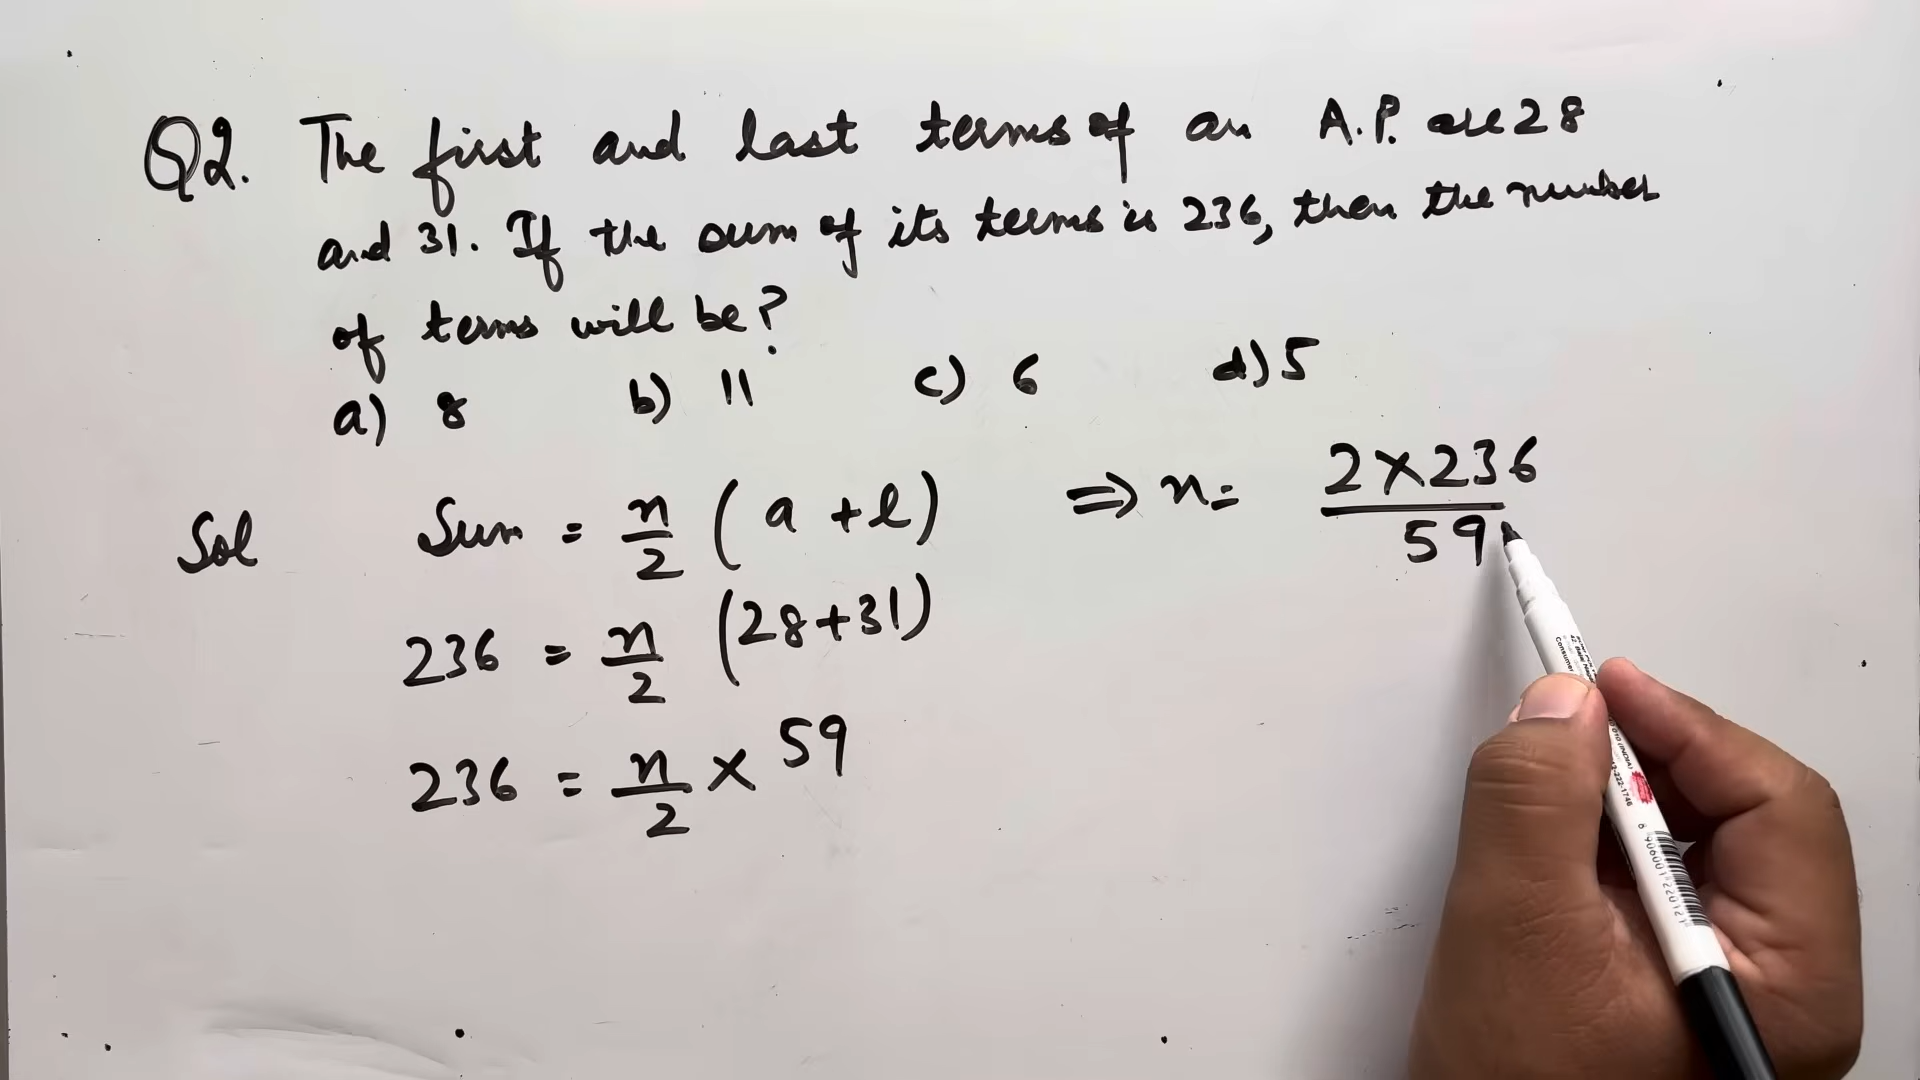 Q2. The first and last terms of an A.P. are 28
and 31. If the sum of its terms is 236, then the number
of terms will be?
a) 8 b) 11 c) 6 d) 5
Sol Sum = n/2 (a + l)
236 = n/2 (28+31)
236 = n/2 × 59
⇒ n = 2×236/59